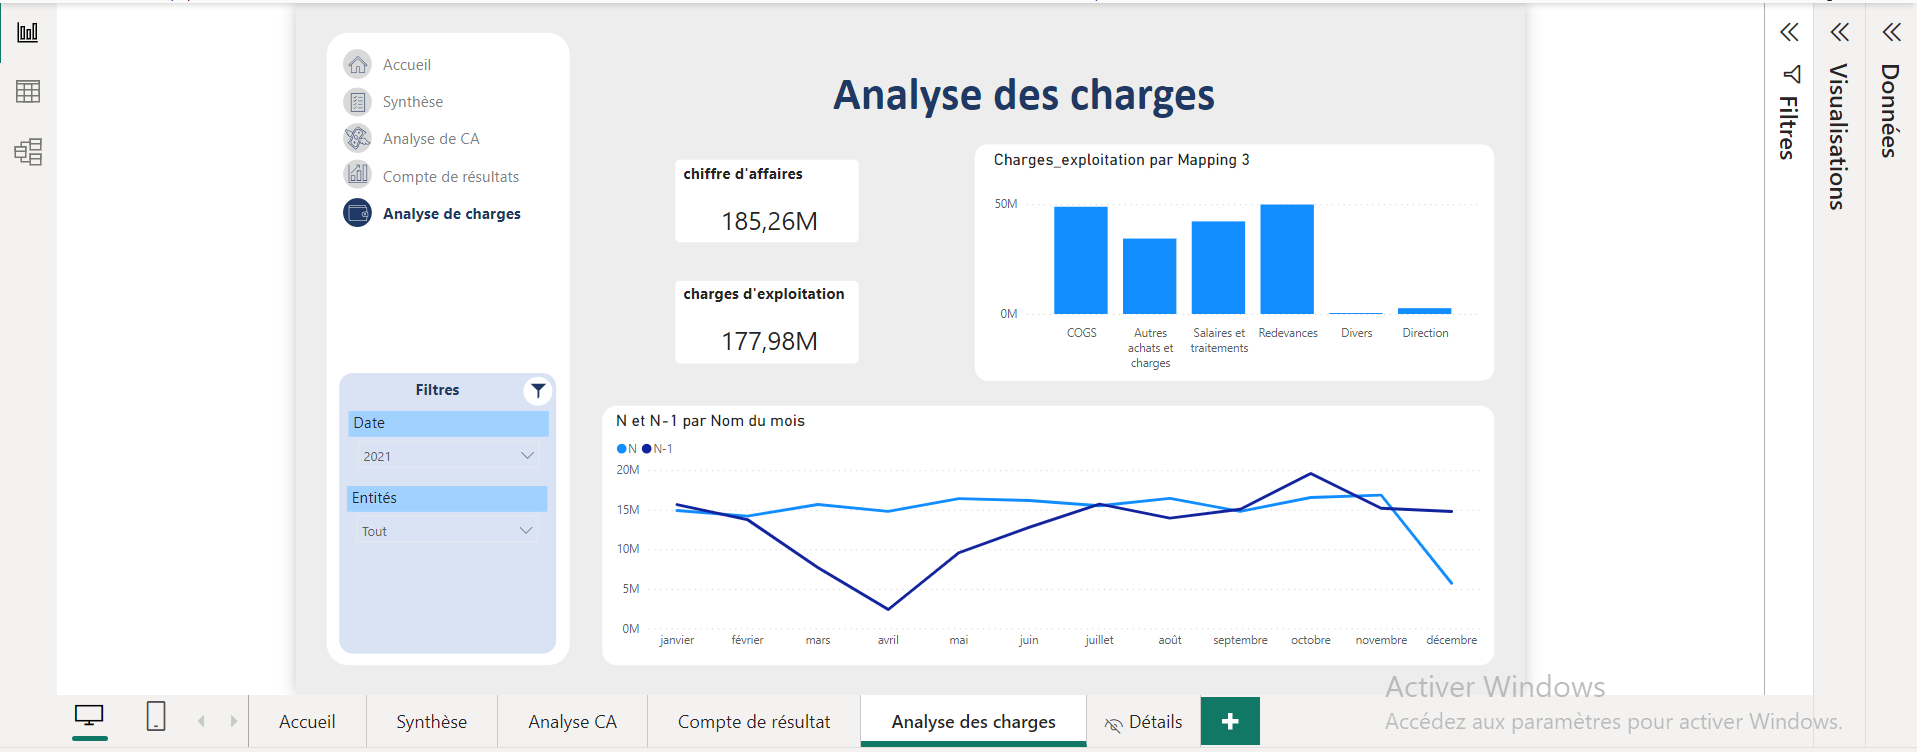 Accueil
Synthèse
Analyse de CA
Compte de résultats
Analyse de charges
Filtres
Date
2021
Entités
Tout
Analyse des charges
chiffre d'affaires
185,26M
charges d'exploitation
177,98M
Charges_exploitation par Mapping 3
50M
0M
COGS
Autres achats et charges
Salaires et traitements
Redevances
Divers
Direction
N et N-1 par Nom du mois
N N-1
20M
15M
10M
5M
0M
janvier février mars avril mai juin juillet août septembre octobre novembre décembre
Filtres
Visualisations
Données
Activer Windows
Accédez aux paramètres pour activer Windows.
Accueil Synthèse Analyse CA Compte de résultat Analyse des charges Détails